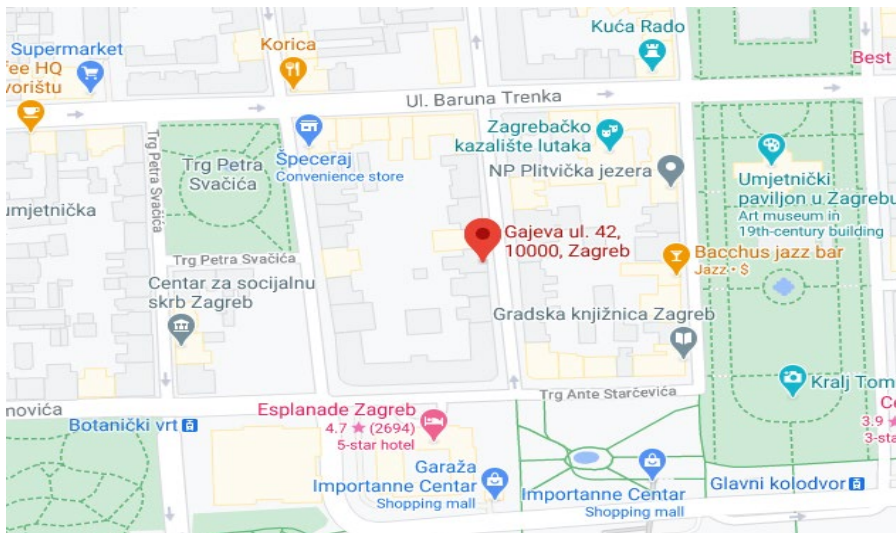 Kuća Rado
Supermarket
Korica
Best
fee HQ
vorištu
Ul. Baruna Trenka
Trg Petra Svačića
Zagrebačko
kazalište lutaka
Špeceraj
Convenience store
Trg Petra
Svačića
NP Plitvička jezera
Umjetnički
paviljon u Zagrebu
Art museum in
19th-century building
umjetnička
Gajeva ul. 42,
10000, Zagreb
Trg Petra Svačića
Bacchus jazz bar
Jazz • $
Centar za socijalnu
skrb Zagreb
Gradska knjižnica Zagreb
Kralj Tom
Trg Ante Starčevića
movića
Esplanade Zagreb
4.7 ★ (2694)
5-star hotel
Botanički vrt
Ce
3.9 ★
3-sta
Garaža
Importanne Centar
Shopping mall
Importanne Centar
Shopping mall
Glavni kolodvor